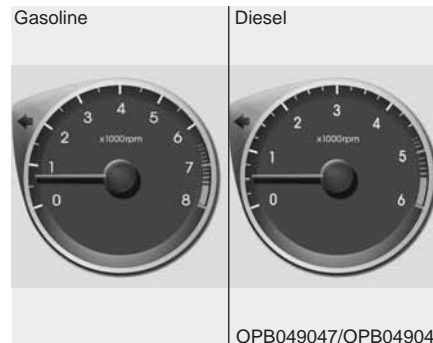 Gasoline
Diesel
0 1 2 3 4 5 6 7 8
x1000rpm
0 1 2 3 4 5 6
x1000rpm
OPB049047/OPB04904